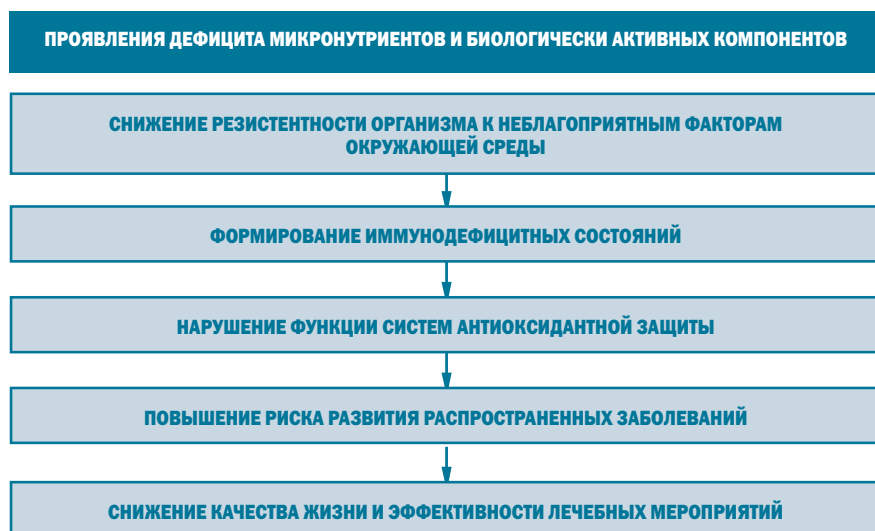 ПРОЯВЛЕНИЯ ДЕФИЦИТА МИКРОНУТРИЕНТОВ И БИОЛОГИЧЕСКИ АКТИВНЫХ КОМПОНЕНТОВ
СНИЖЕНИЕ РЕЗИСТЕНТНОСТИ ОРГАНИЗМА К НЕБЛАГОПРИЯТНЫМ ФАКТОРАМ
ОКРУЖАЮЩЕЙ СРЕДЫ
ФОРМИРОВАНИЕ ИММУНОДЕФИЦИТНЫХ СОСТОЯНИЙ
НАРУШЕНИЕ ФУНКЦИИ СИСТЕМ АНТИОКСИДАНТНОЙ ЗАЩИТЫ
ПОВЫШЕНИЕ РИСКА РАЗВИТИЯ РАСПРОСТРАНЕННЫХ ЗАБОЛЕВАНИЙ
СНИЖЕНИЕ КАЧЕСТВА ЖИЗНИ И ЭФФЕКТИВНОСТИ ЛЕЧЕБНЫХ МЕРОПРИЯТИЙ